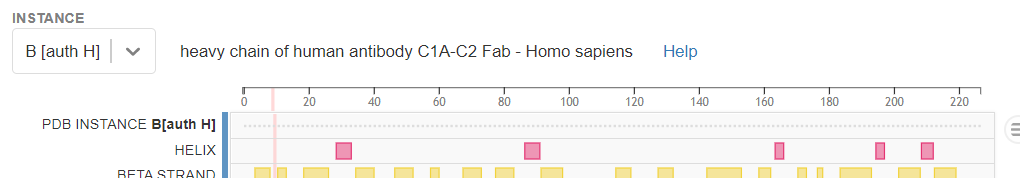 INSTANCE
B [auth H] heavy chain of human antibody C1A-C2 Fab - Homo sapiens Help
0 20 40 60 80 100 120 140 160 180 200 220
PDB INSTANCE B[auth H]
HELIX
BETA STRAND